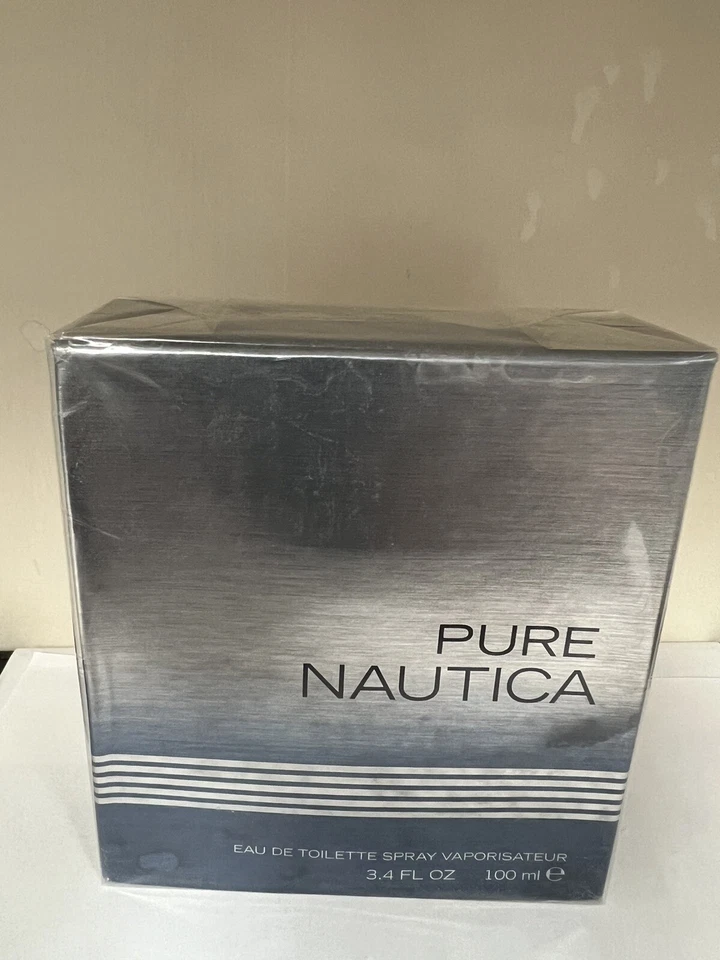 PURE
NAUTICA
EAU DE TOILETTE SPRAY VAPORISATEUR
3.4 FL OZ 100 ml ℮